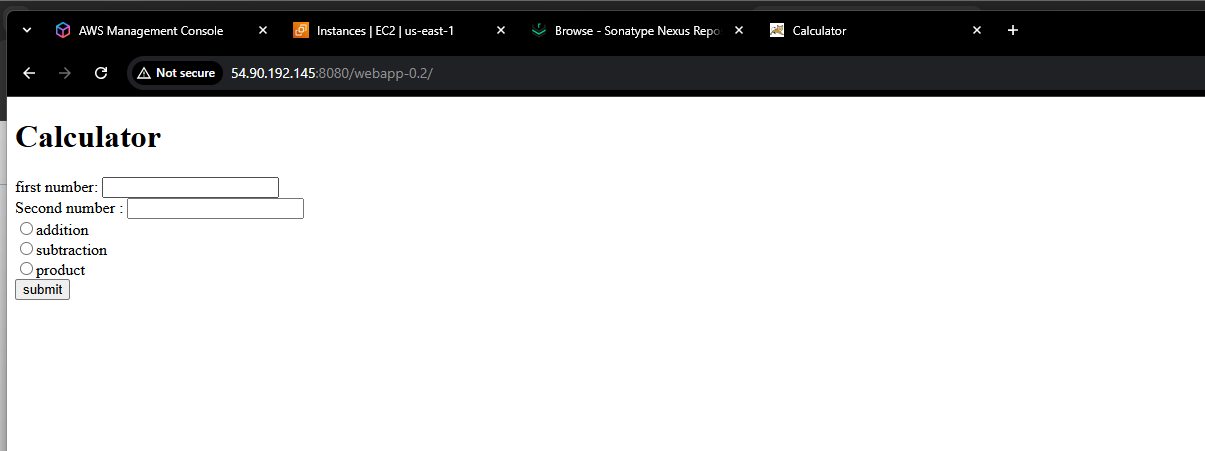 AWS Management Console
Instances | EC2 | us-east-1
Browse - Sonatype Nexus Repo
Calculator
Not secure
54.90.192.145:8080/webapp-0.2/
Calculator
first number:
Second number :
addition
subtraction
product
submit